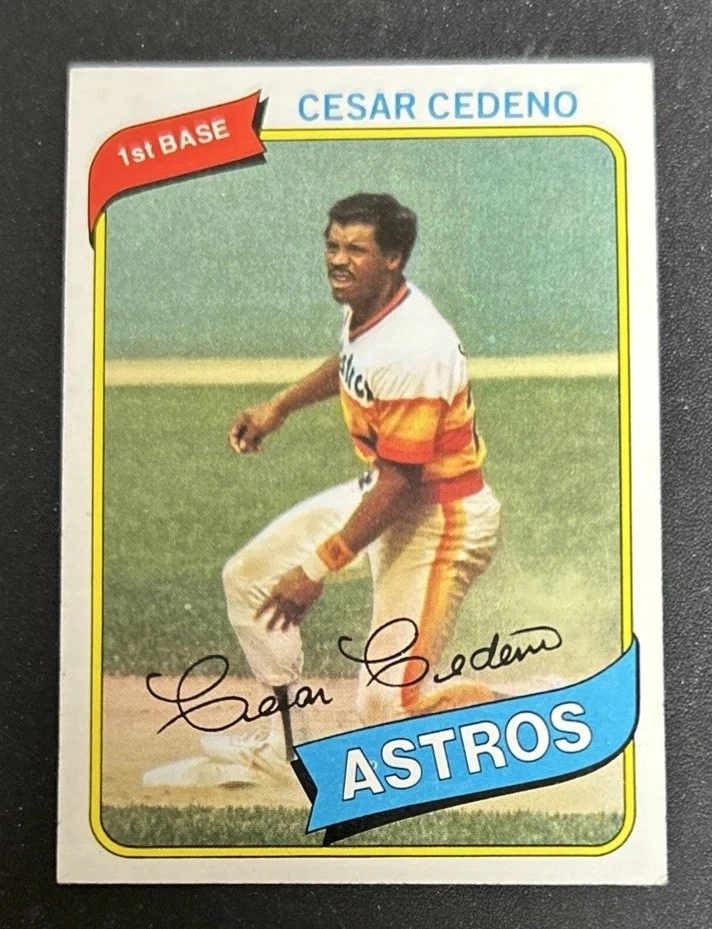 CESAR CEDENO
1st BASE
Cesar Cedeno
ASTROS